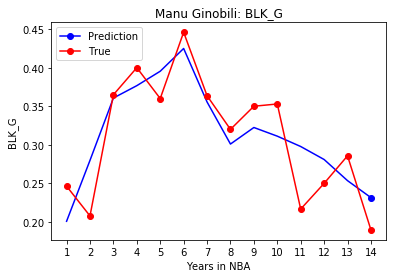 Manu Ginobili: BLK_G
Prediction
True
BLK_G
0.45
0.40
0.35
0.30
0.25
0.20
1 2 3 4 5 6 7 8 9 10 11 12 13 14
Years in NBA